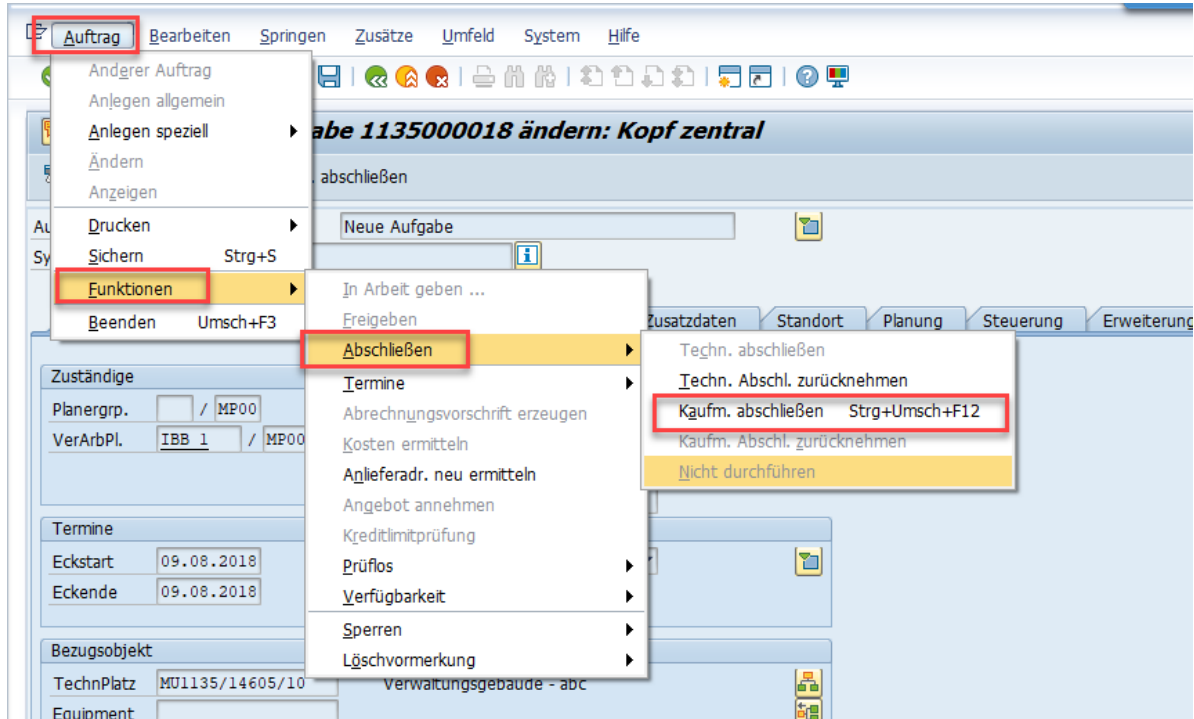 Auftrag Bearbeiten Springen Zusätze Umfeld System Hilfe
Anderer Auftrag
Anlegen allgemein
Anlegen speziell
abe 1135000018 ändern: Kopf zentral
Ändern
. abschließen
Anzeigen
Au
Drucken
Neue Aufgabe
Sy
Sichern Strg+S
Funktionen
In Arbeit geben ...
Beenden Umsch+F3
Freigeben
Zusatzdaten Standort Planung Steuerung Erweiterung
Abschließen
Techn. abschließen
Zuständige
Termine
Techn. Abschl. zurücknehmen
Planergrp. / MP00
Abrechnungsvorschrift erzeugen
Kaufm. abschließen Strg+Umsch+F12
VerArbPl. IBB 1 / MP00
Kosten ermitteln
Kaufm. Abschl. zurücknehmen
Anlieferadr. neu ermitteln
Nicht durchführen
Angebot annehmen
Termine
Kreditlimitprüfung
Eckstart 09.08.2018
Prüflos
Eckende 09.08.2018
Verfügbarkeit
Sperren
Bezugsobjekt
Löschvormerkung
TechnPlatz MU1135/14605/10 Verwaltungsgebäude - abc
Equipment